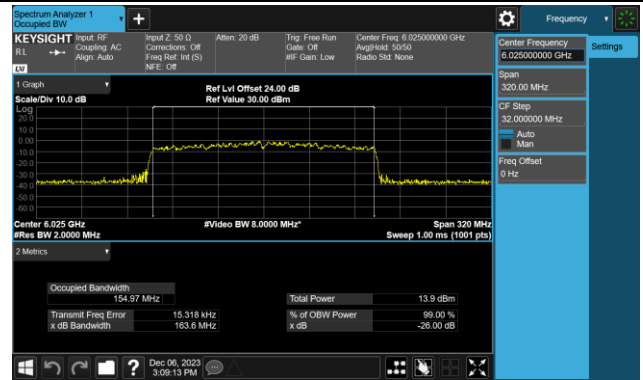 Spectrum Analyzer 1
Occupied BW
+
Frequency
KEYSIGHT
RL
LXI
Input: RF
Coupling: AC
Align: Auto
Input Z: 50 Ω
Corrections: Off
Freq Ref: Int (S)
NFE: Off
Atten: 20 dB
Trig: Free Run
Gate: Off
#IF Gain: Low
Center Freq: 6.025000000 GHz
Avg|Hold: 50/50
Radio Std: None
Center Frequency
6.025000000 GHz
Settings
Span
320.00 MHz
CF Step
32.000000 MHz
Auto
Man
Freq Offset
0 Hz
1 Graph
Scale/Div 10.0 dB
Ref Lvl Offset 24.00 dB
Ref Value 30.00 dBm
Log
20.0
10.0
0.00
-10.0
-20.0
-30.0
-40.0
-50.0
-60.0
Center 6.025 GHz
#Res BW 2.0000 MHz
#Video BW 8.0000 MHz*
Span 320 MHz
Sweep 1.00 ms (1001 pts)
2 Metrics
Occupied Bandwidth
154.97 MHz
Total Power 13.9 dBm
Transmit Freq Error 15.318 kHz
% of OBW Power 99.00 %
x dB Bandwidth 163.6 MHz
x dB -26.00 dB
?
Dec 06, 2023
3:09:13 PM